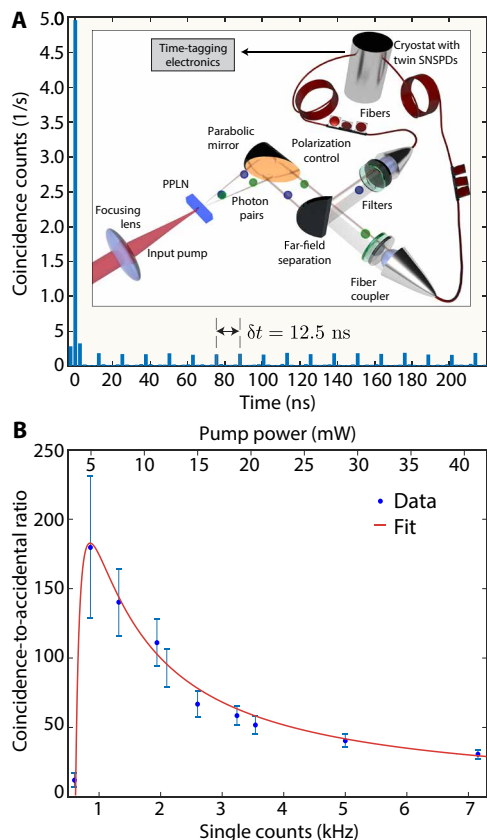 A
Coincidence counts (1/s)
5.0
4.5
4.0
3.5
3.0
2.5
2.0
1.5
1.0
0.5
0
Time-tagging
electronics
Cryostat with
twin SNSPDs
Fibers
Parabolic
mirror
Polarization
control
PPLN
Focusing
lens
Photon
pairs
Filters
Input pump
Far-field
separation
Fiber
coupler
δt = 12.5 ns
0 20 40 60 80 100 120 140 160 180 200
Time (ns)
B
Pump power (mW)
5 10 15 20 25 30 35 40
Coincidence-to-accidental ratio
250
200
150
100
50
0
Data
Fit
1 2 3 4 5 6 7
Single counts (kHz)